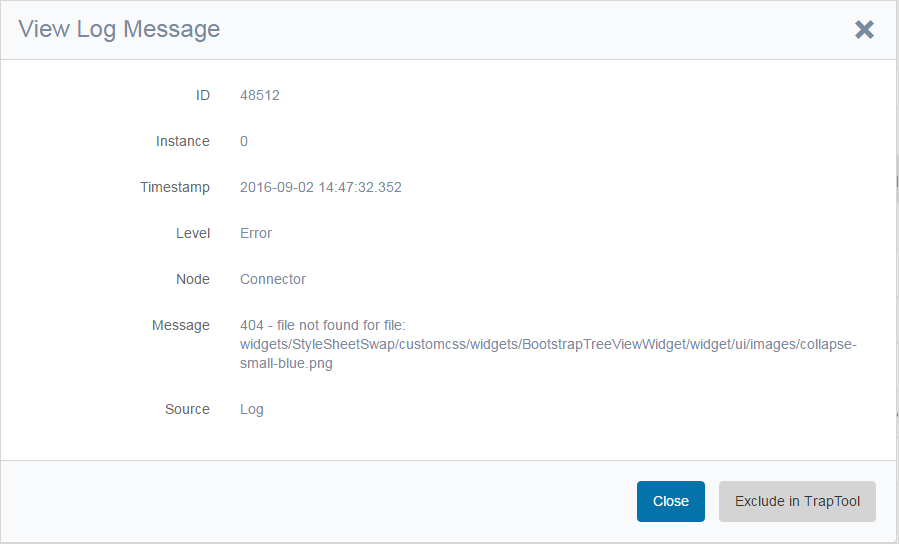 View Log Message
ID 48512
Instance 0
Timestamp 2016-09-02 14:47:32.352
Level Error
Node Connector
Message 404 - file not found for file:
widgets/StyleSheetSwap/customcss/widgets/BootstrapTreeViewWidget/widget/ui/images/collapse-
small-blue.png
Source Log
Close Exclude in TrapTool